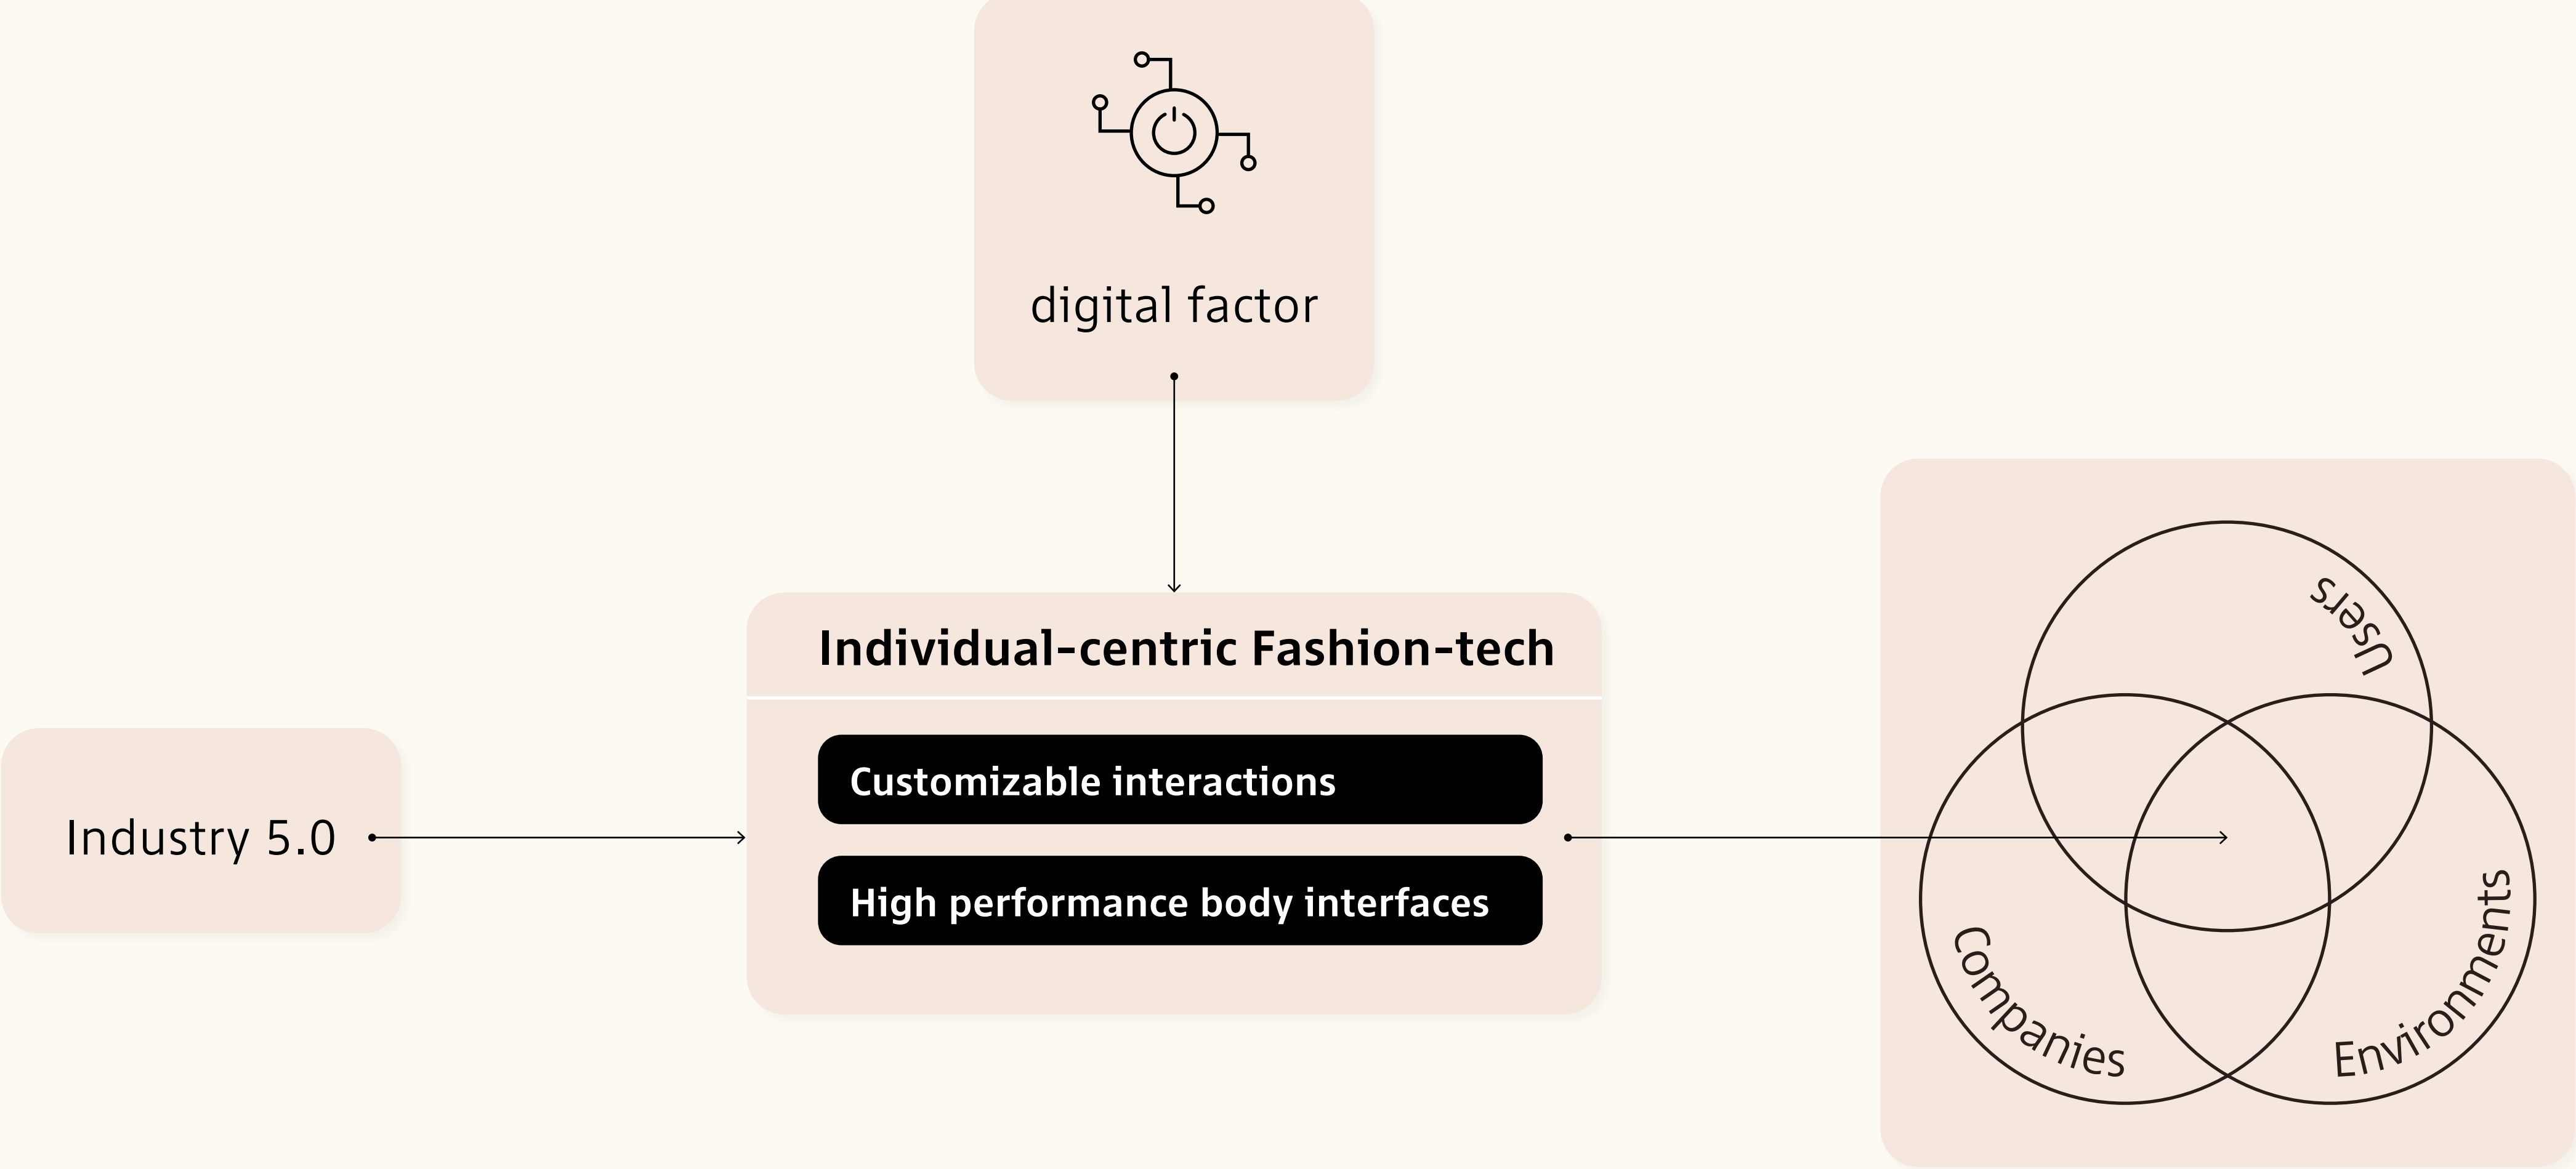 digital factor
Individual-centric Fashion-tech
Customizable interactions
High performance body interfaces
Industry 5.0
Users
Companies
Environments